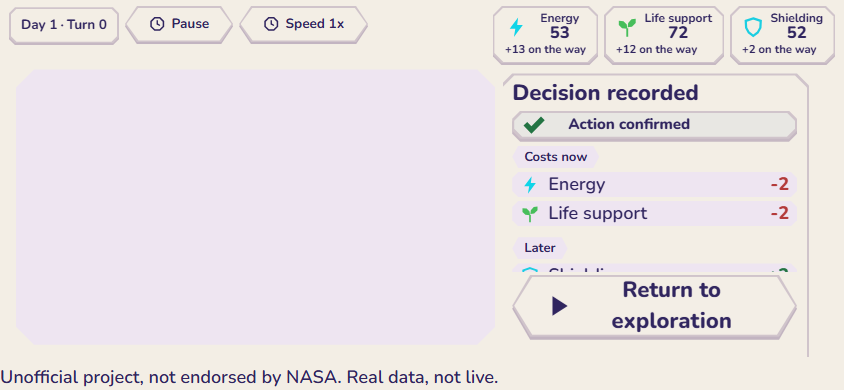 Day 1 · Turn 0
Pause
Speed 1x
Energy
53
+13 on the way
Life support
72
+12 on the way
Shielding
52
+2 on the way
Decision recorded
Action confirmed
Costs now
Energy -2
Life support -2
Later
Return to
exploration
Unofficial project, not endorsed by NASA. Real data, not live.